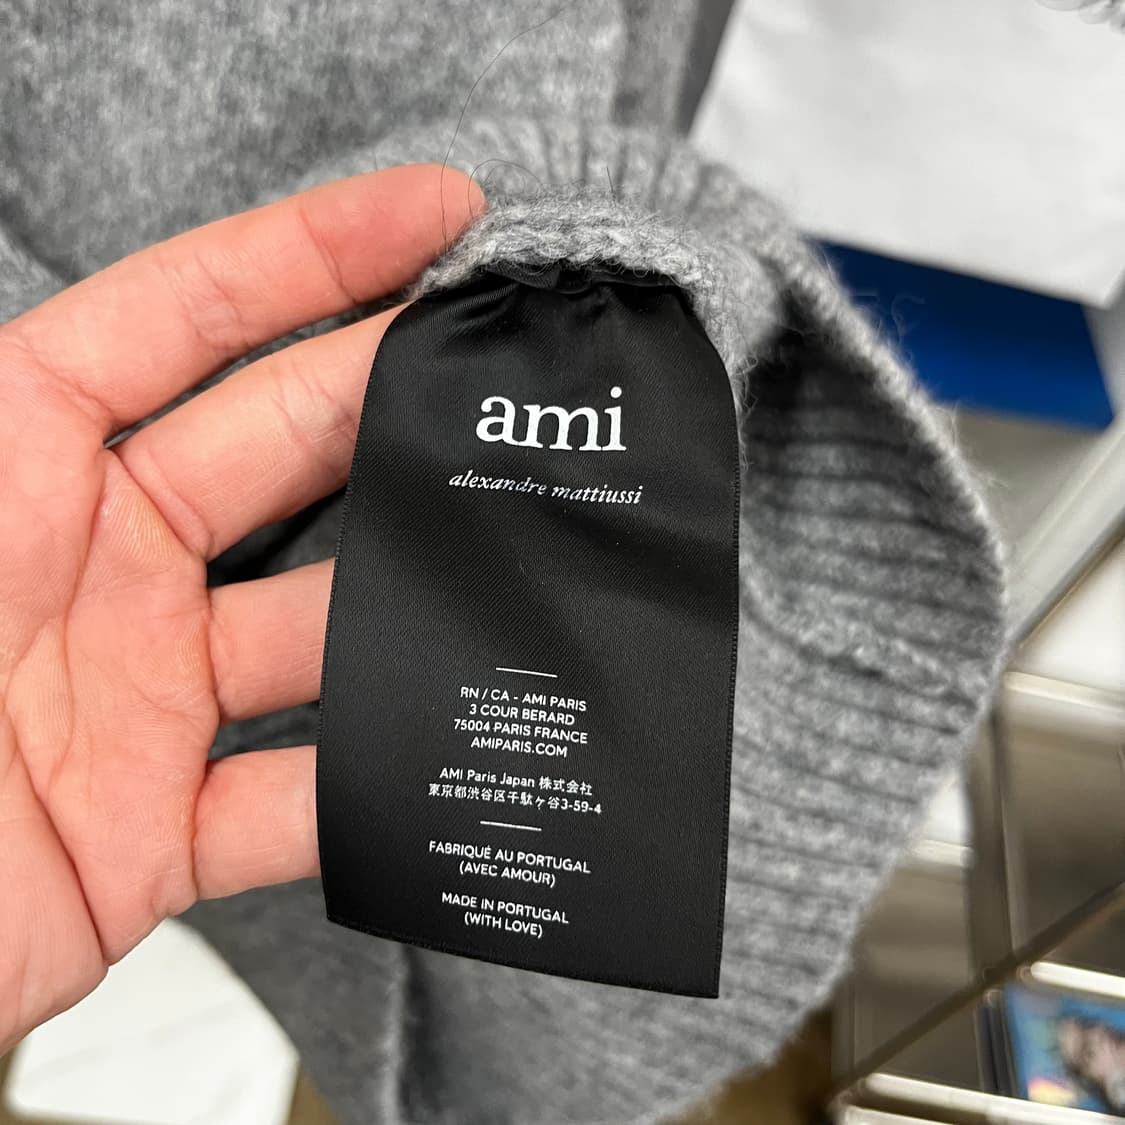 ami
alexandre mattiussi
RN / CA - AMI PARIS
3 COUR BERARD
75004 PARIS FRANCE
AMIPARIS.COM
AMI Paris Japan 株式会社
東京都渋谷区千駄ヶ谷3-59-4
FABRIQUÉ AU PORTUGAL
(AVEC AMOUR)
MADE IN PORTUGAL
(WITH LOVE)